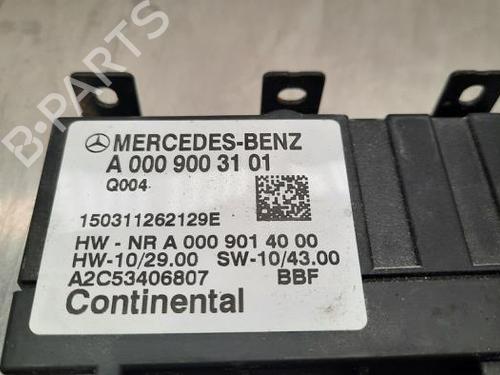 B-PARTS
MERCEDES-BENZ
A 000 900 31 01
Q004
150311262129E
HW - NR A 000 901 40 00
HW-10/29.00 SW-10/43.00
A2C53406807 BBF
Continental